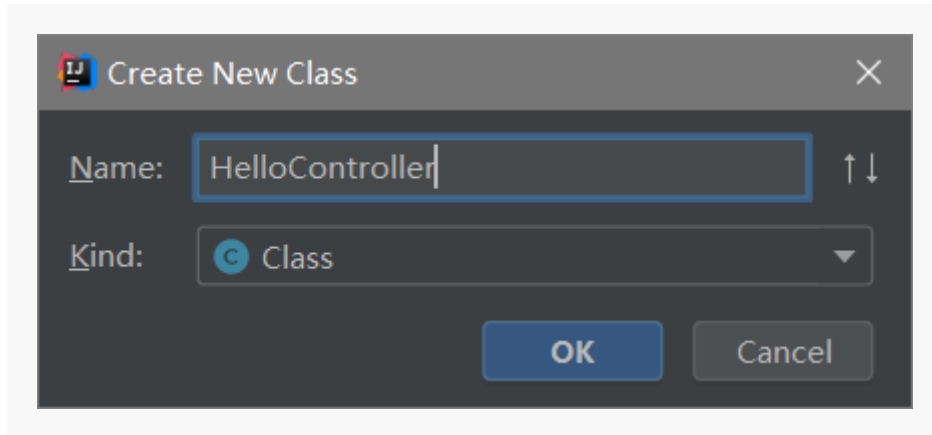 Create New Class
Name: HelloController
Kind: C Class
OK Cancel